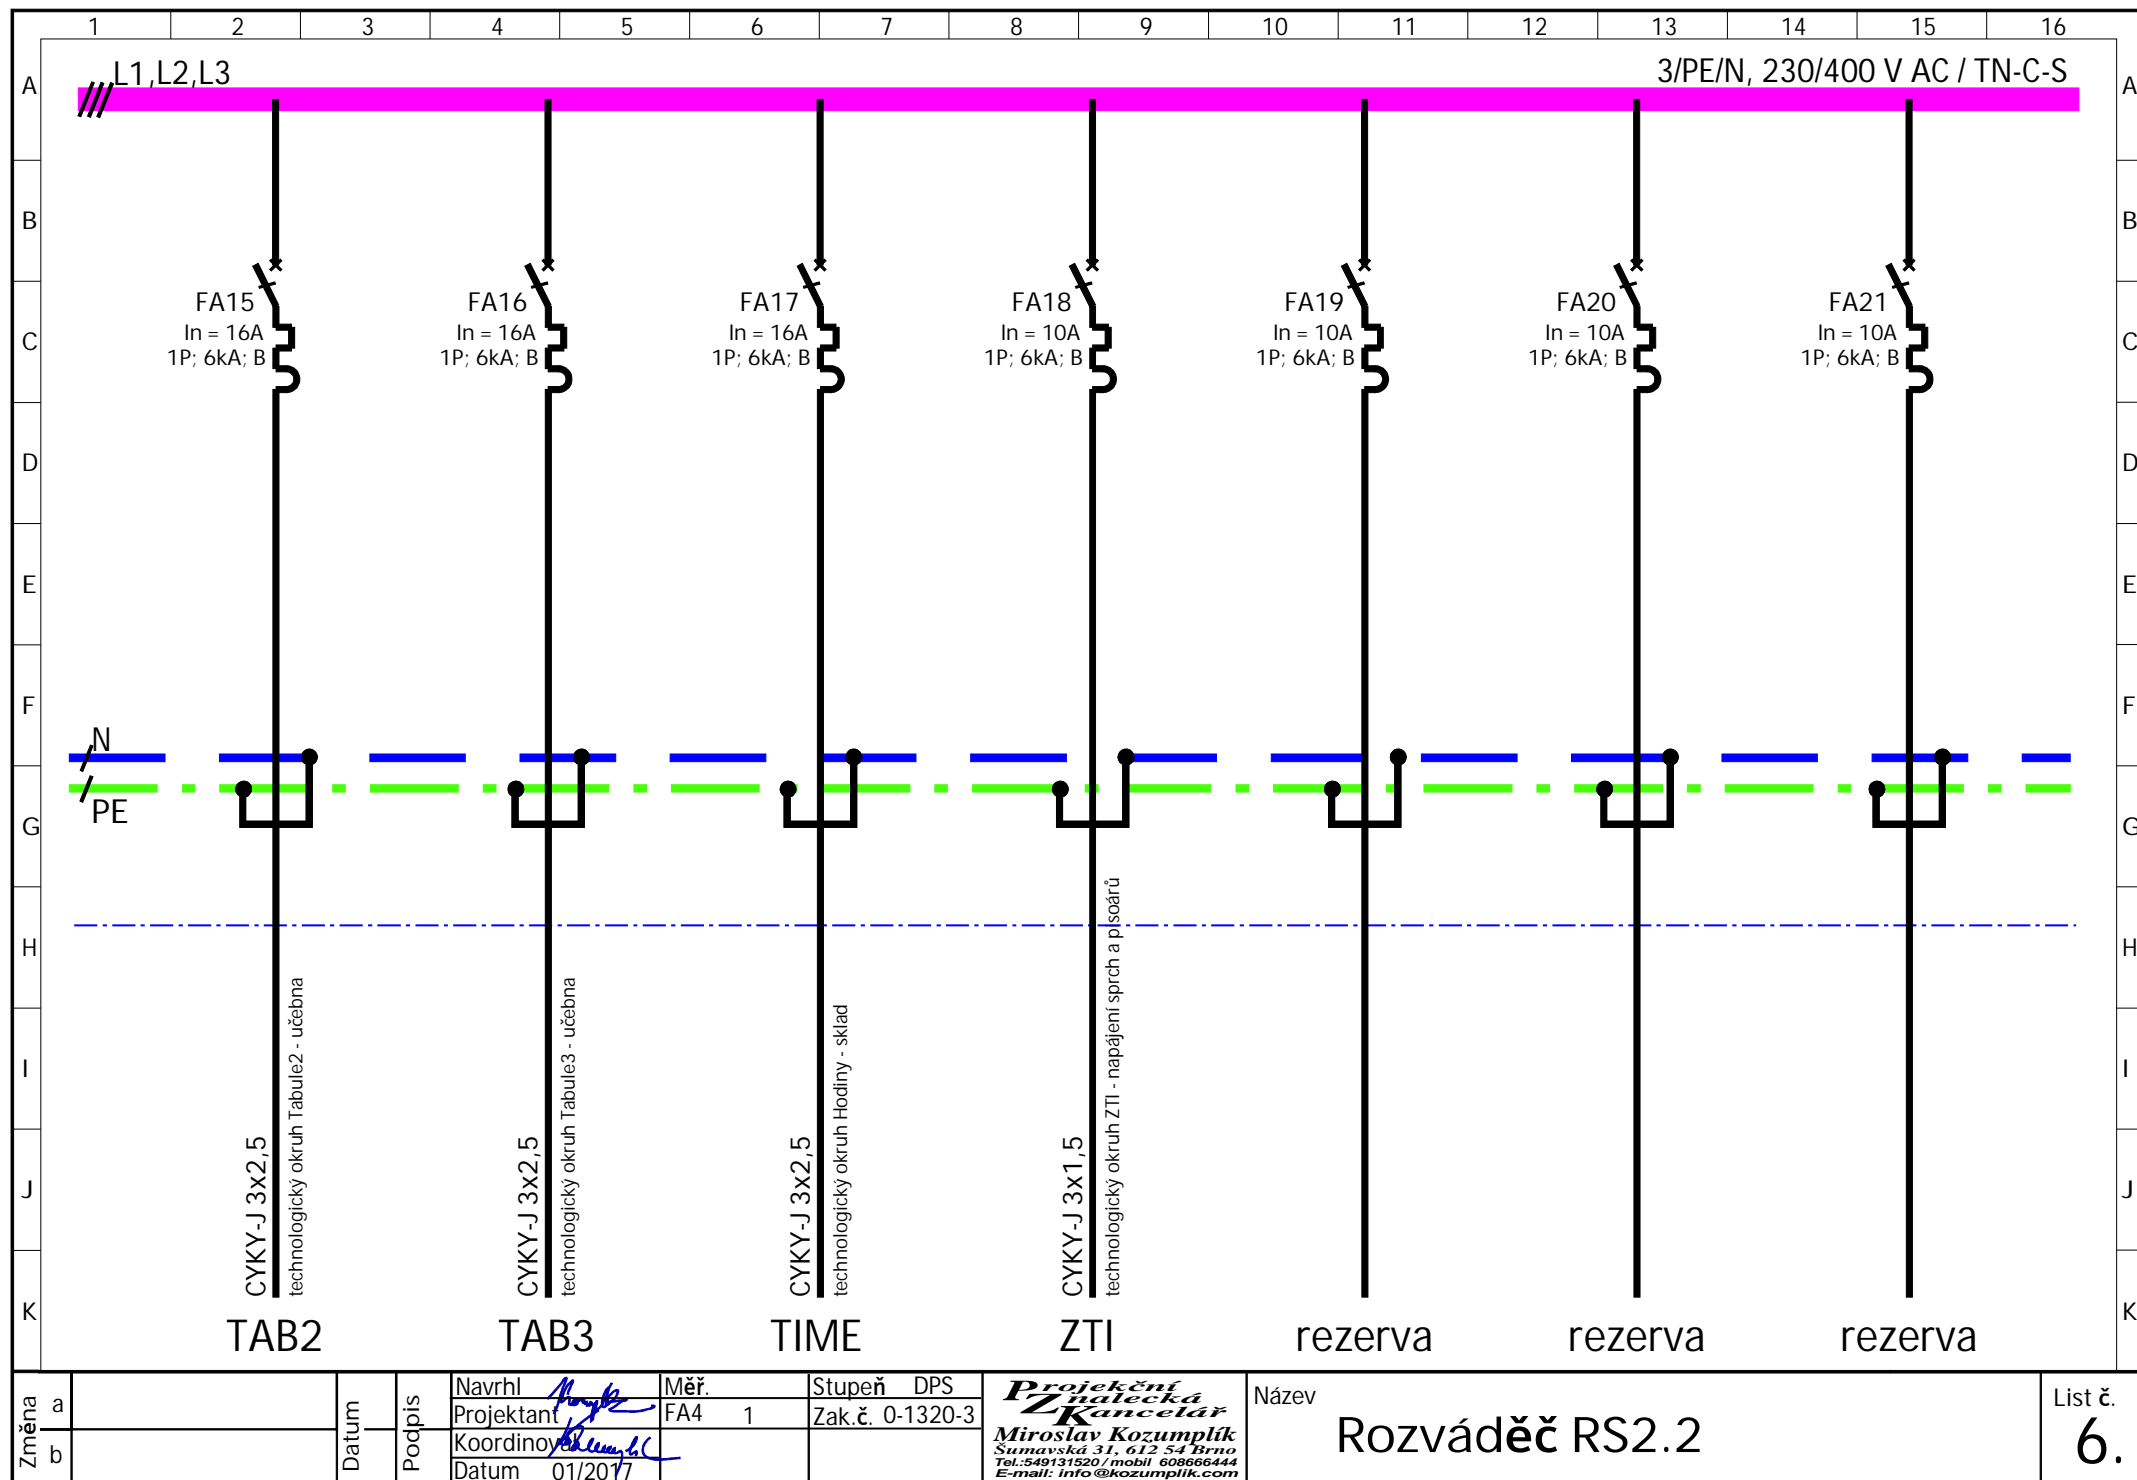 1 2 3 4 5 6 7 8 9 10 11 12 13 14 15 16
A A
L1,L2,L3
3/PE/N, 230/400 V AC / TN-C-S
B B
C C
FA15
In = 16A
1P; 6kA; B
FA16
In = 16A
1P; 6kA; B
FA17
In = 16A
1P; 6kA; B
FA18
In = 10A
1P; 6kA; B
FA19
In = 10A
1P; 6kA; B
FA20
In = 10A
1P; 6kA; B
FA21
In = 10A
1P; 6kA; B
D D
E E
F F
N
PE
G G
H H
I I
J J
K K
CYKY-J 3x2,5
technologický okruh Tabule2 - učebna
CYKY-J 3x2,5
technologický okruh Tabule3 - učebna
CYKY-J 3x2,5
technologický okruh Hodiny - sklad
CYKY-J 3x1,5
technologický okruh ZTI - napájení sprch a pisoárů
TAB2
TAB3
TIME
ZTI
rezerva
rezerva
rezerva
Změna
a
b
Datum
Podpis
Navrhl
Projektant
Koordinoval
Datum 01/2017
Měř.
FA4 1
Stupeň DPS
Zak.č. 0-1320-3
Projekční
Znalecká
Kancelář
Miroslav Kozumplík
Šumavská 31, 612 54 Brno
Tel.:549131520 / mobil 608666444
E-mail: info@kozumplik.com
Název
Rozváděč RS2.2
List č.
6.